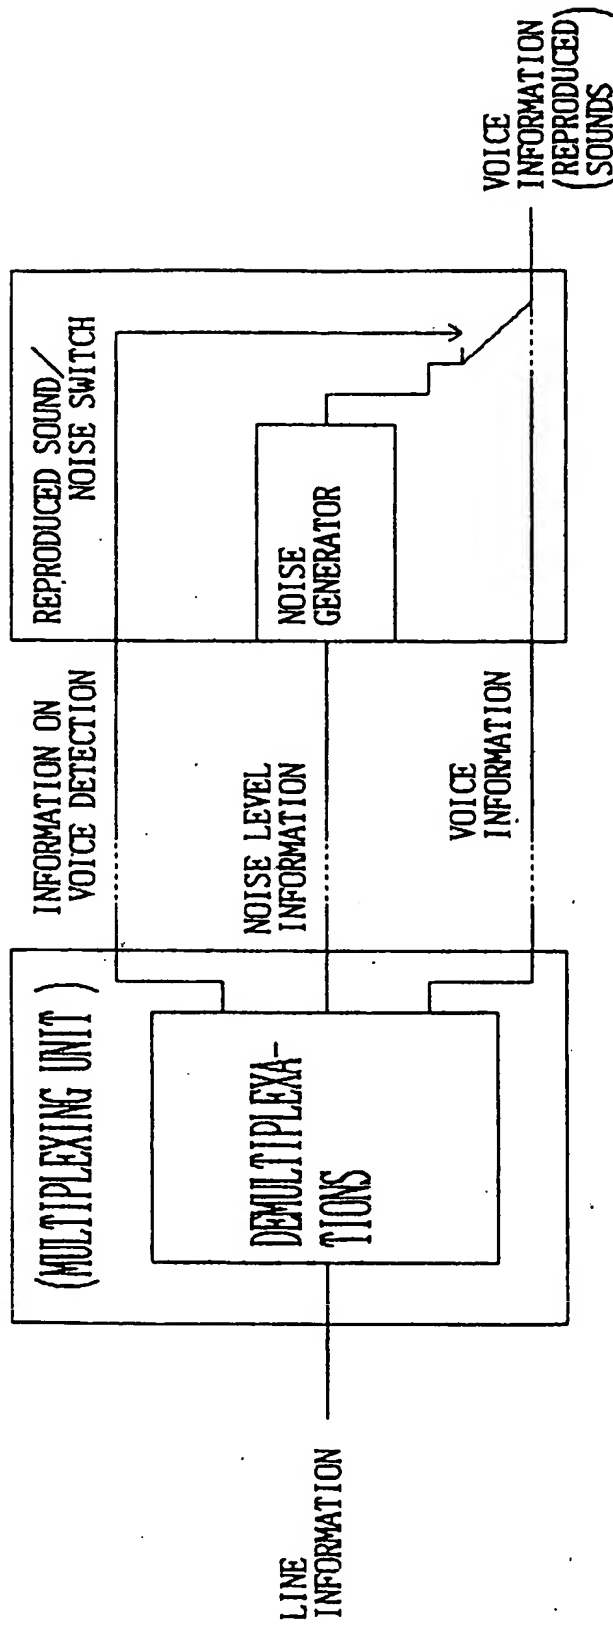 LINE
INFORMATION
(MULTIPLEXING UNIT)
DEMULTIPLEXA-
TIONS
INFORMATION ON
VOICE DETECTION
NOISE LEVEL
INFORMATION
VOICE
INFORMATION
REPRODUCED SOUND/
NOISE SWITCH
NOISE
GENERATOR
VOICE
INFORMATION
(REPRODUCED
SOUNDS)